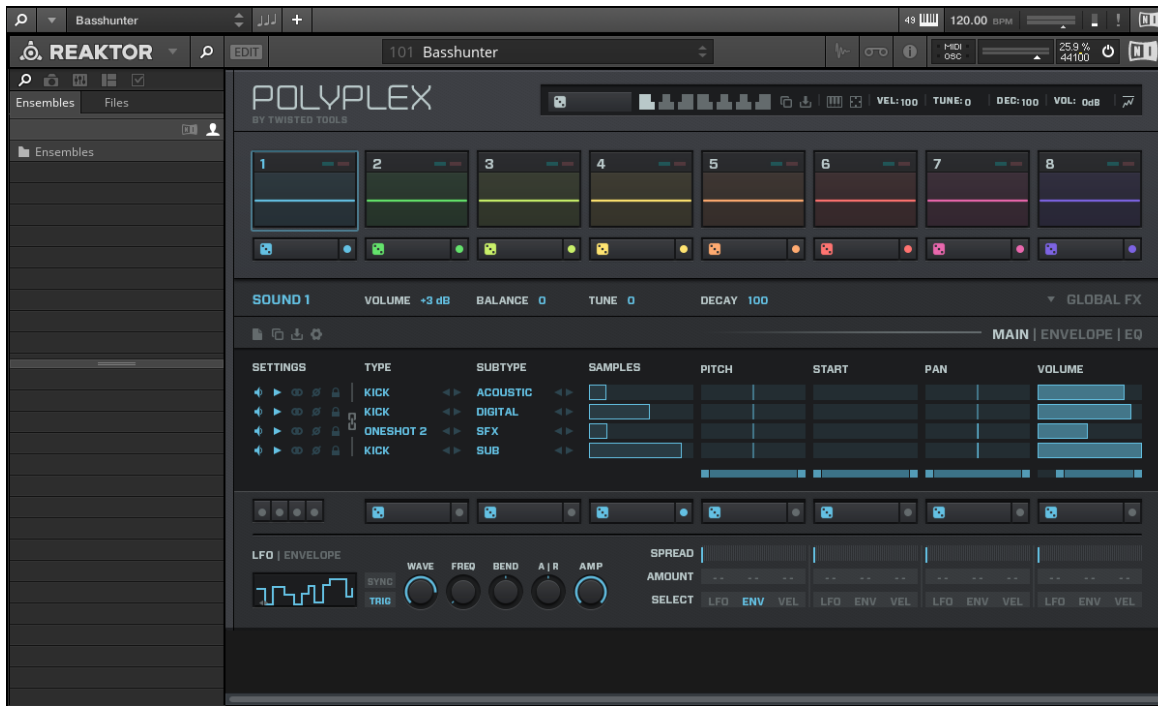 Basshunter 49 120.00 BPM
REAKTOR EDIT 101 Basshunter MIDI OSC 25.9 % 44100
Ensembles Files
Ensembles
POLYPLEX
BY TWISTED TOOLS
VEL: 100 TUNE: 0 DEC: 100 VOL: 0dB
1 2 3 4 5 6 7 8
SOUND 1 VOLUME +3 dB BALANCE 0 TUNE 0 DECAY 100 GLOBAL FX
MAIN | ENVELOPE | EQ
SETTINGS TYPE SUBTYPE SAMPLES PITCH START PAN VOLUME
KICK ACOUSTIC
KICK DIGITAL
ONESHOT 2 SFX
KICK SUB
LFO | ENVELOPE
SYNC
TRIG
WAVE FREQ BEND A|R AMP
SPREAD
AMOUNT -- -- -- -- -- -- -- --
SELECT LFO ENV VEL LFO ENV VEL LFO ENV VEL LFO ENV VEL